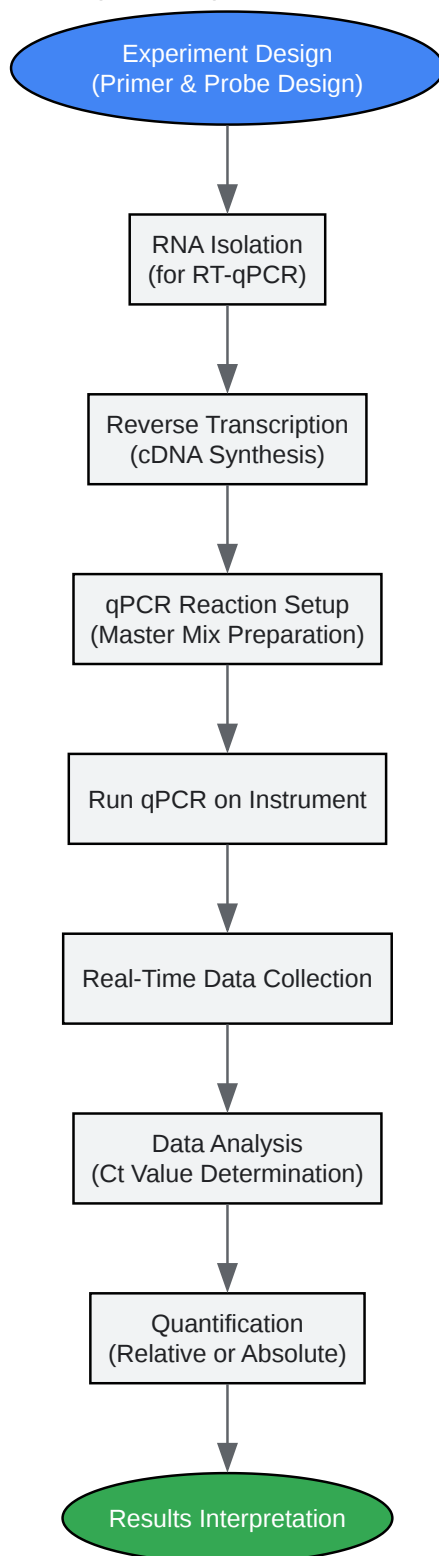 Experiment Design
(Primer & Probe Design)
RNA Isolation
(for RT-qPCR)
Reverse Transcription
(cDNA Synthesis)
qPCR Reaction Setup
(Master Mix Preparation)
Run qPCR on Instrument
Real-Time Data Collection
Data Analysis
(Ct Value Determination)
Quantification
(Relative or Absolute)
Results Interpretation